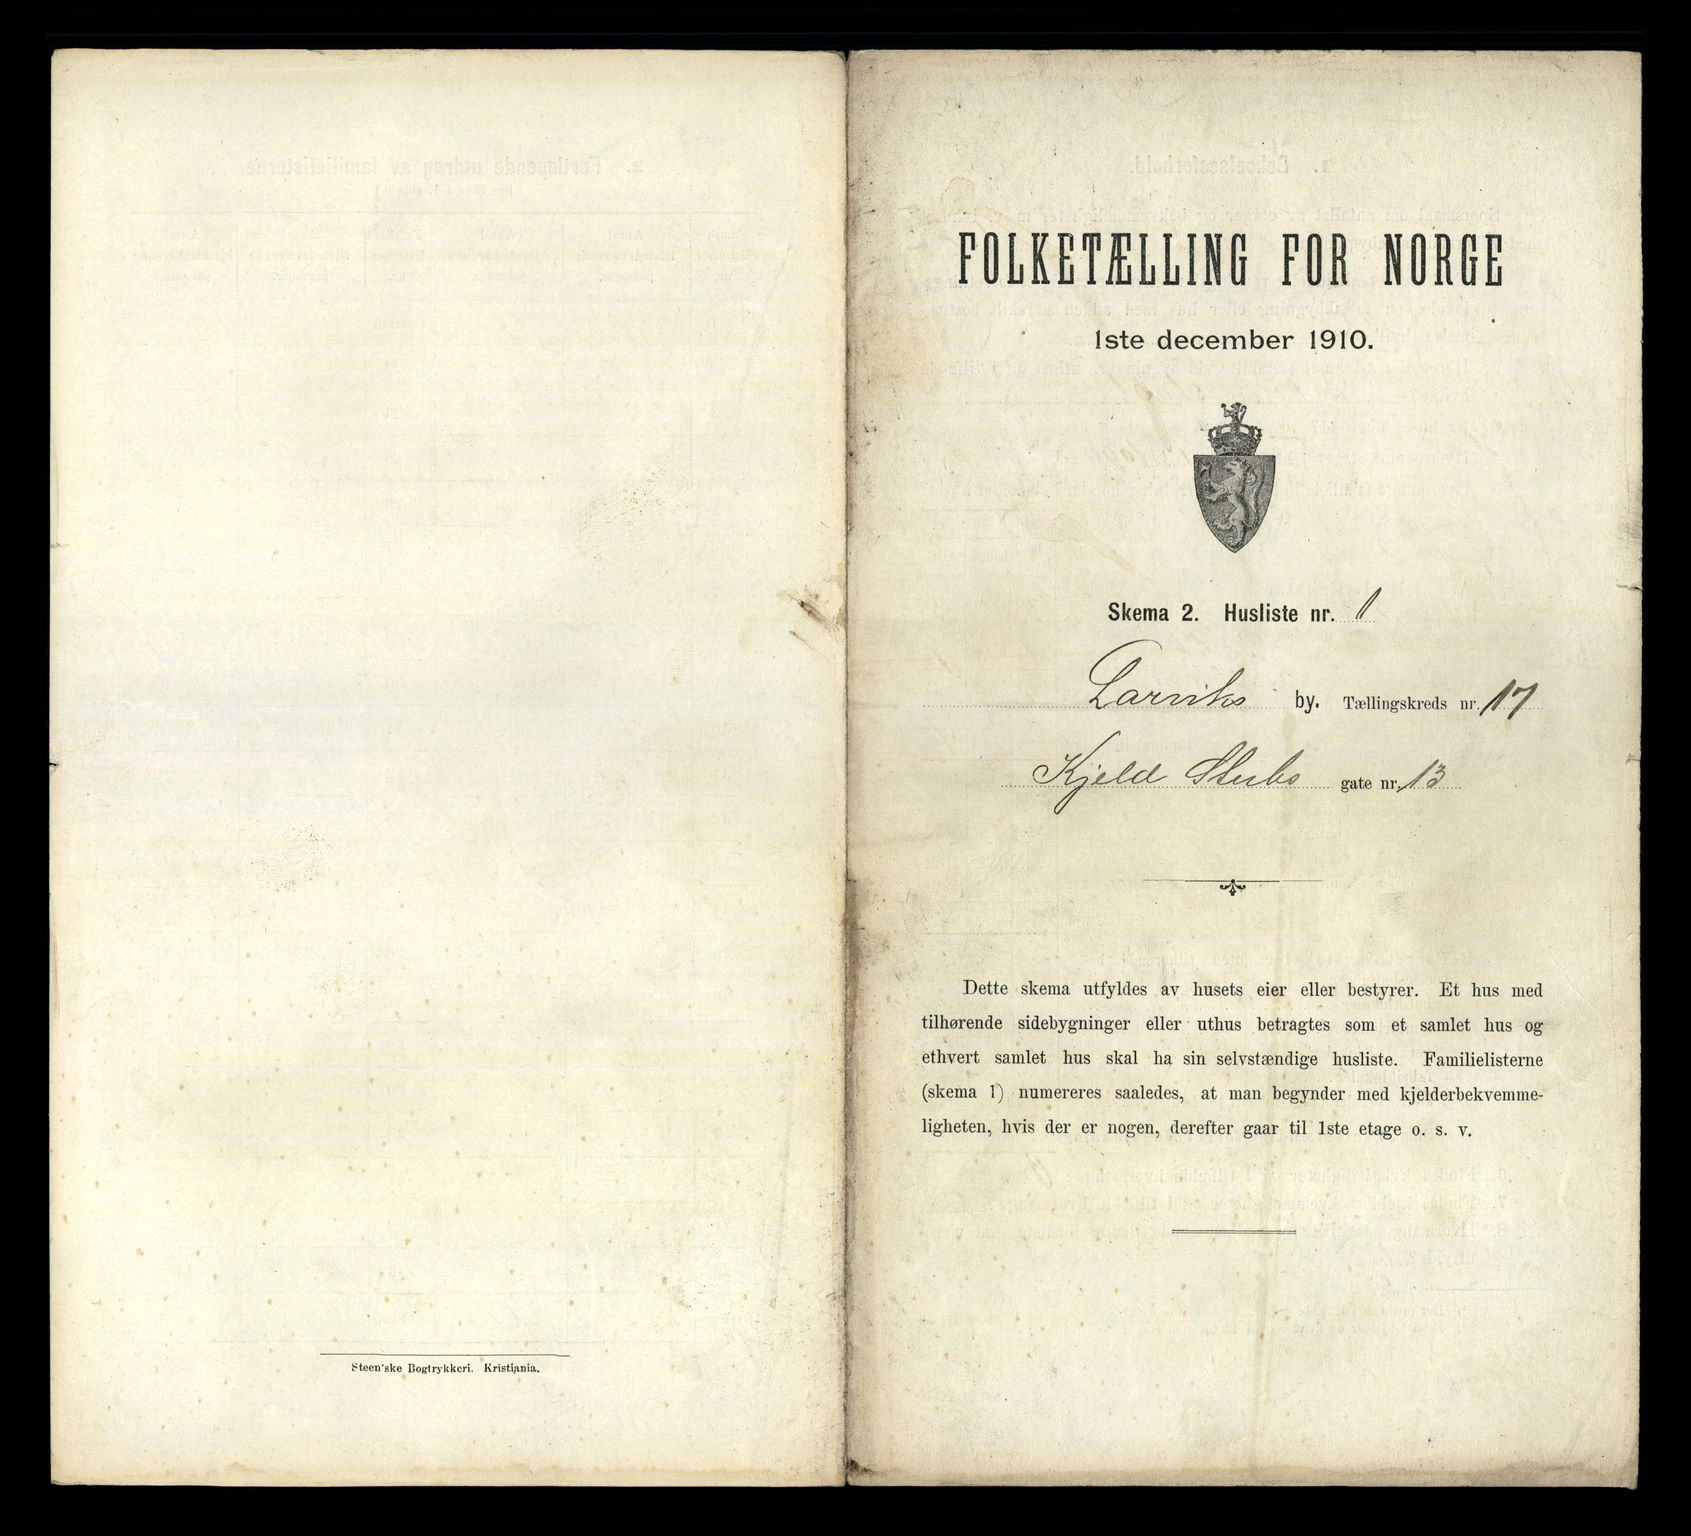 Steen'ske Bogtrykkeri. Kristiania.
FOLKETÆLLING FOR NORGE
1ste december 1910.
Skema 2. Husliste nr. 1
Larviks by. Tællingskreds nr. 17
Kjeld Stubs gate nr. 13
Dette skema utfyldes av husets eier eller bestyrer. Et hus med
tilhørende sidebygninger eller uthus betragtes som et samlet hus og
ethvert samlet hus skal ha sin selvstændige husliste. Familielisterne
(skema 1) numereres saaledes, at man begynder med kjelderbekvemme-
ligheten, hvis der er nogen, derefter gaar til 1ste etage o. s. v.